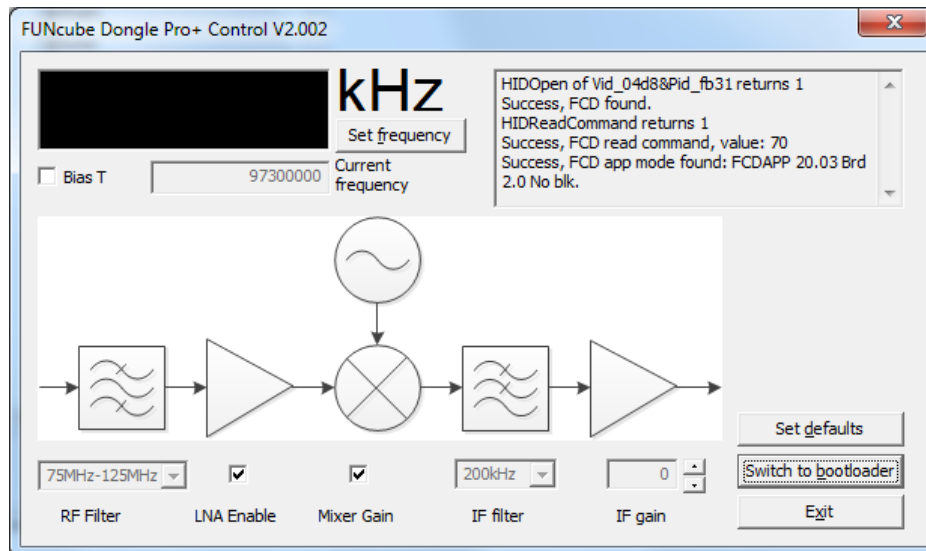 FUNcube Dongle Pro+ Control V2.002
X
kHz
Set frequency
Bias T
97300000
Current
frequency
HIDOpen of Vid_04d8&Pid_fb31 returns 1
Success, FCD found.
HIDReadCommand returns 1
Success, FCD read command, value: 70
Success, FCD app mode found: FCDAPP 20.03 Brd
2.0 No blk.
Set defaults
75MHz-125MHz
200kHz
0
Switch to bootloader
RF Filter
LNA Enable
Mixer Gain
IF filter
IF gain
Exit